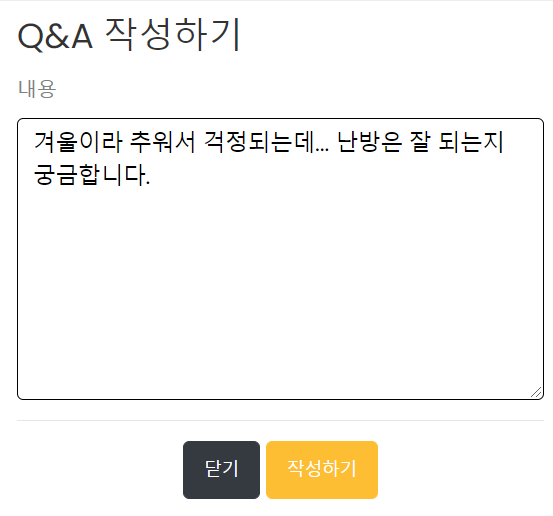 Q&A 작성하기
내용
겨울이라 추워서 걱정되는데... 난방은 잘 되는지
궁금합니다.
닫기
작성하기